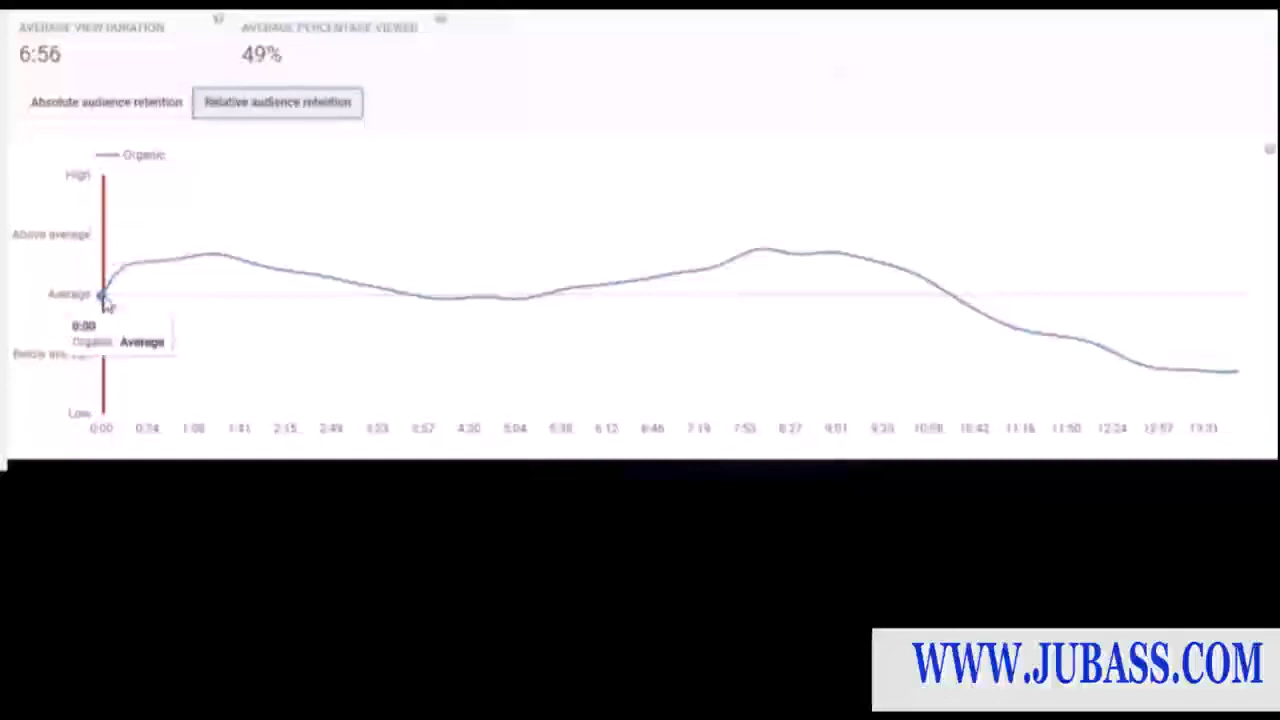 AVERAGE VIEW DURATION
AVERAGE PERCENTAGE VIEWED
6:56
49%
Absolute audience retention
Relative audience retention
Organic
High
Above average
Average
0:00
Organic Average
Below
Low
0:00 0:34 1:08 1:41 2:15 2:49 3:23 3:57 4:30 5:04 5:38 6:12 6:46 7:19 7:53 8:27 9:01 9:35 10:08 10:42 11:16 11:50 12:24 12:57 13:31
WWW.JUBASS.COM